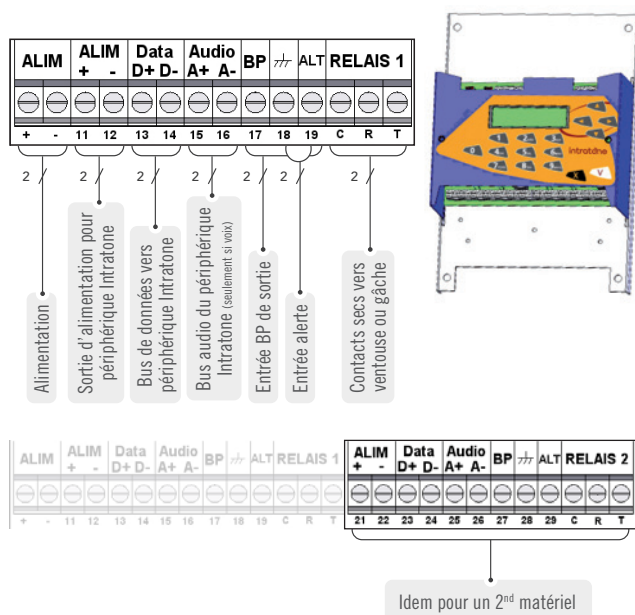 ALIM ALIM Data Audio BP ALT RELAIS 1
+ - D+ D- A+ A-
+ - 11 12 13 14 15 16 17 18 19 C R T
2 2 2 2 2 2 2
Alimentation
Sortie d'alimentation pour
périphérique Intratone
Bus de données vers
périphérique Intratone
Bus audio du périphérique
Intratone (seulement si voix)
Entrée BP de sortie
Entrée alerte
Contacts secs vers
ventouse ou gâche
intratone
V
ALIM ALIM Data Audio BP ALT RELAIS 1
+ - D+ D- A+ A-
+ - 11 12 13 14 15 16 17 18 19 C R T
ALIM Data Audio BP ALT RELAIS 2
+ - D+ D- A+ A-
21 22 23 24 25 26 27 28 29 C R T
Idem pour un 2nd matériel